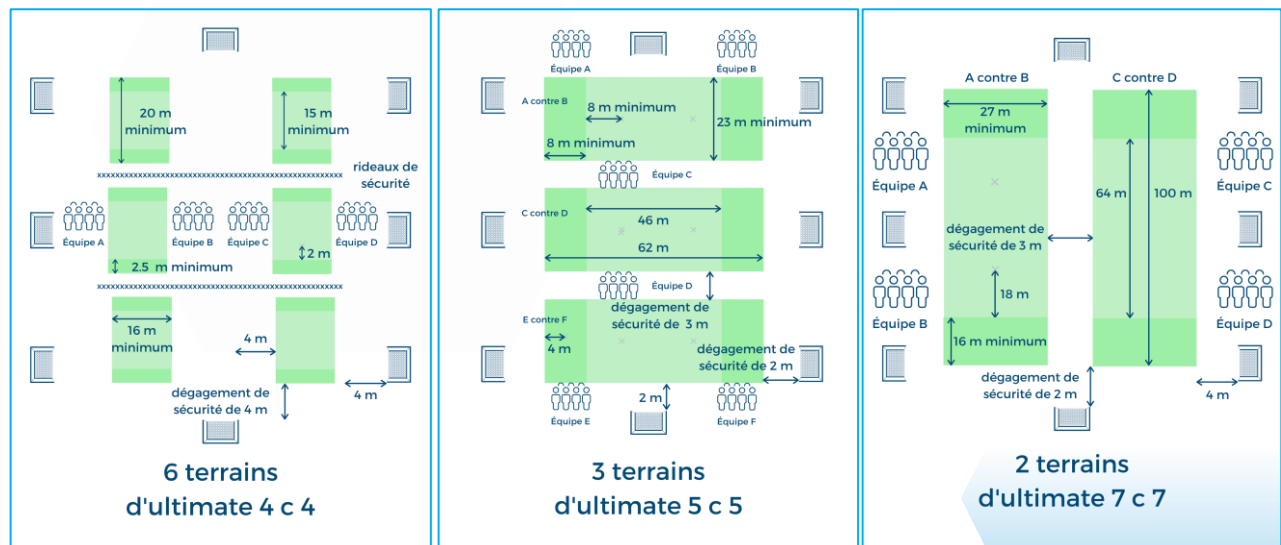 20 m
minimum
15 m
minimum
rideaux de
sécurité
xxxxxxxxxxxxxxxxxxxxxxxxxxxxxxxxxxxxxxxxxxxxxxxxxx
Équipe A
Équipe B
Équipe C
Équipe D
2.5 m minimum
2 m
xxxxxxxxxxxxxxxxxxxxxxxxxxxxxxxxxxxxxxxxxxxxxxxxxx
16 m
minimum
4 m
dégagement de
sécurité de 4 m
4 m
6 terrains
d'ultimate 4 c 4
Équipe A
Équipe B
A contre B
8 m minimum
23 m minimum
8 m minimum
Équipe C
C contre D
46 m
62 m
Équipe D
dégagement de
sécurité de 3 m
E contre F
4 m
dégagement de
sécurité de 2 m
2 m
Équipe E
Équipe F
3 terrains
d'ultimate 5 c 5
A contre B
C contre D
27 m
minimum
Équipe A
Équipe C
64 m
100 m
dégagement de
sécurité de 3 m
18 m
Équipe B
Équipe D
16 m minimum
dégagement de
sécurité de 2 m
4 m
2 terrains
d'ultimate 7 c 7